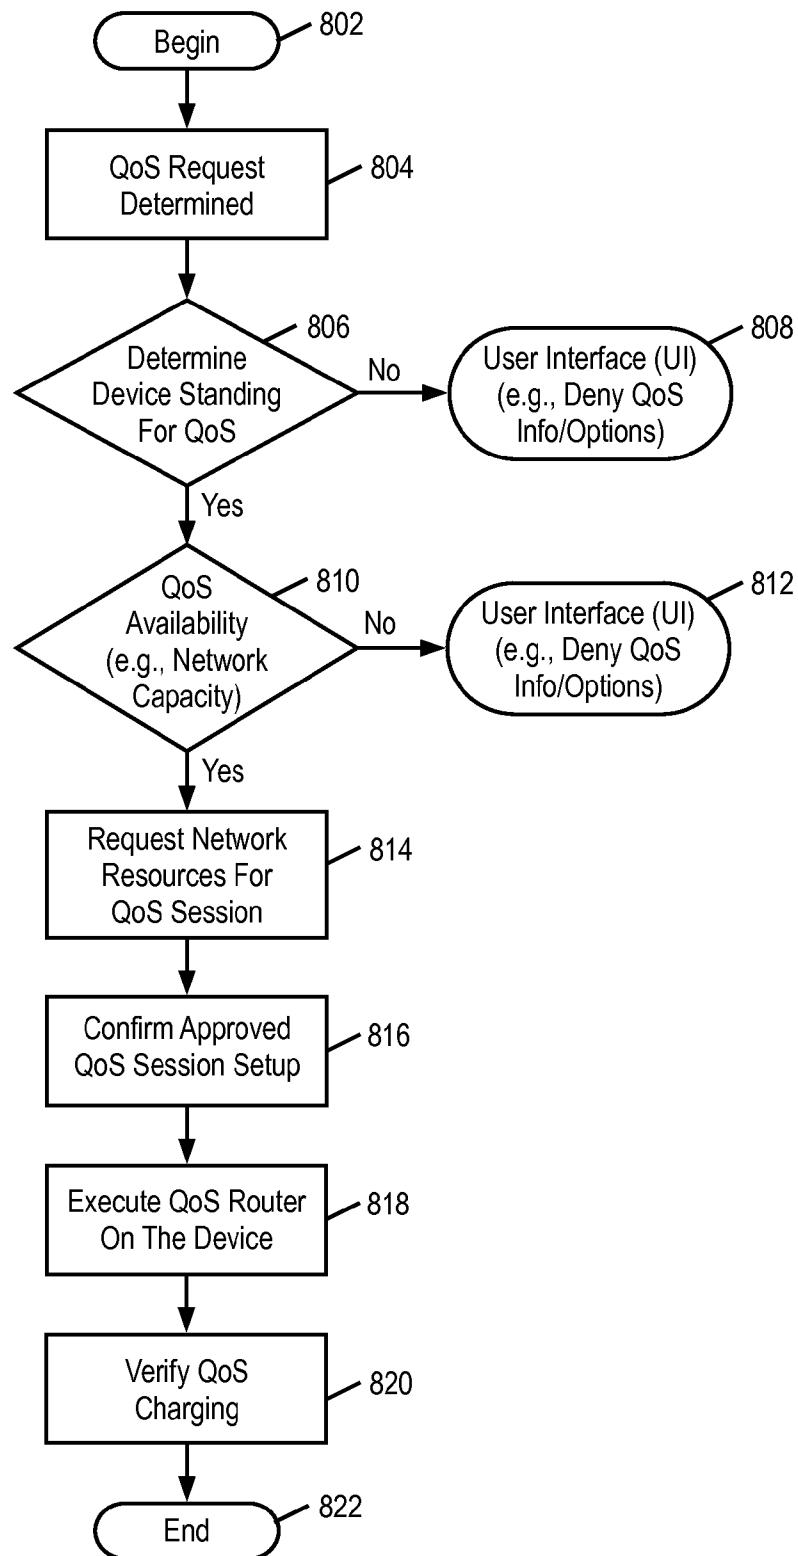 Begin
802
QoS Request
Determined
804
Determine
Device Standing
For QoS
806
No
User Interface (UI)
(e.g., Deny QoS
Info/Options)
808
Yes
QoS
Availability
(e.g., Network
Capacity)
810
No
User Interface (UI)
(e.g., Deny QoS
Info/Options)
812
Yes
Request Network
Resources For
QoS Session
814
Confirm Approved
QoS Session Setup
816
Execute QoS Router
On The Device
818
Verify QoS
Charging
820
End
822